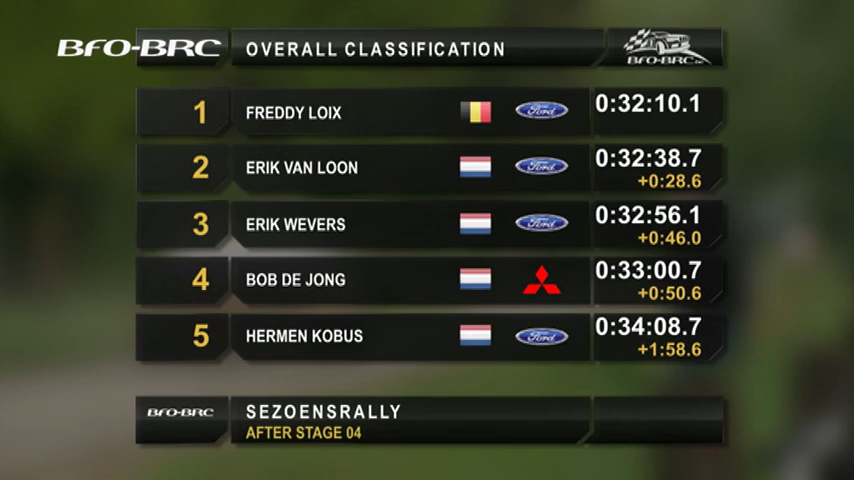 BFO-BRC OVERALL CLASSIFICATION BFO-BRC.be
1 FREDDY LOIX Ford 0:32:10.1
2 ERIK VAN LOON Ford 0:32:38.7
+0:28.6
3 ERIK WEVERS Ford 0:32:56.1
+0:46.0
4 BOB DE JONG 0:33:00.7
+0:50.6
5 HERMEN KOBUS Ford 0:34:08.7
+1:58.6
BFO-BRC SEZOENSRALLY
AFTER STAGE 04